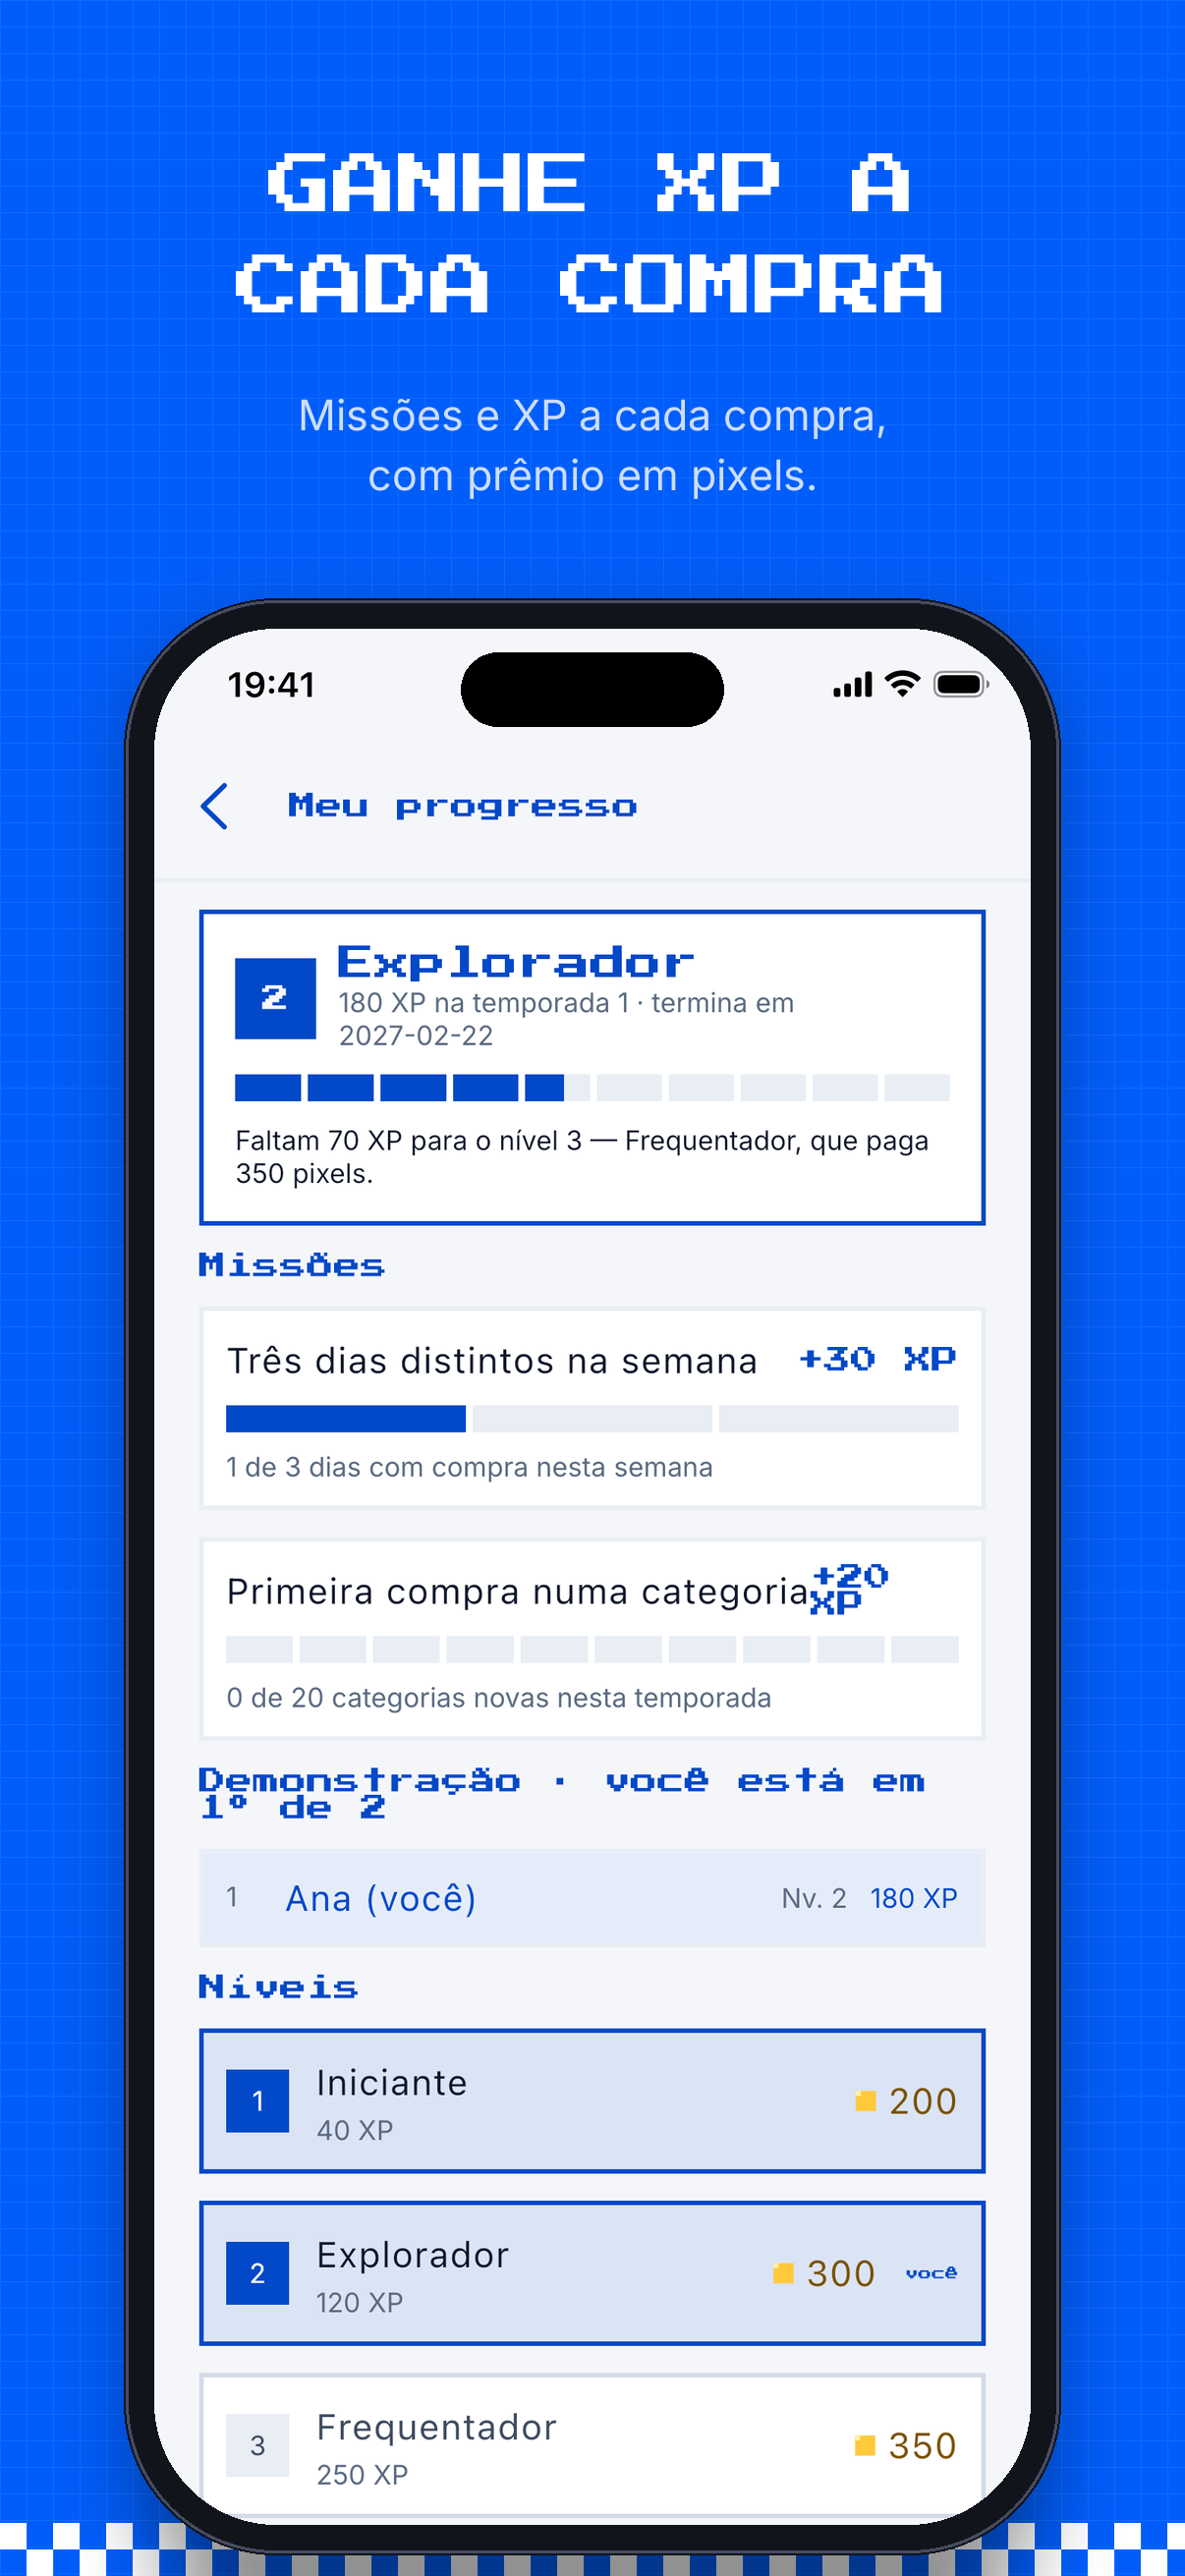 GANHE XP A
CADA COMPRA
Missões e XP a cada compra,
com prêmio em pixels.
19:41
Meu progresso
2
Explorador
180 XP na temporada 1 · termina em
2027-02-22
Faltam 70 XP para o nível 3 — Frequentador, que paga
350 pixels.
Missões
Três dias distintos na semana +30 XP
1 de 3 dias com compra nesta semana
Primeira compra numa categoria +20
XP
0 de 20 categorias novas nesta temporada
Demonstração · você está em
1º de 2
1 Ana (você) Nv. 2 180 XP
Níveis
1 Iniciante 200
40 XP
2 Explorador 300 você
120 XP
3 Frequentador 350
250 XP